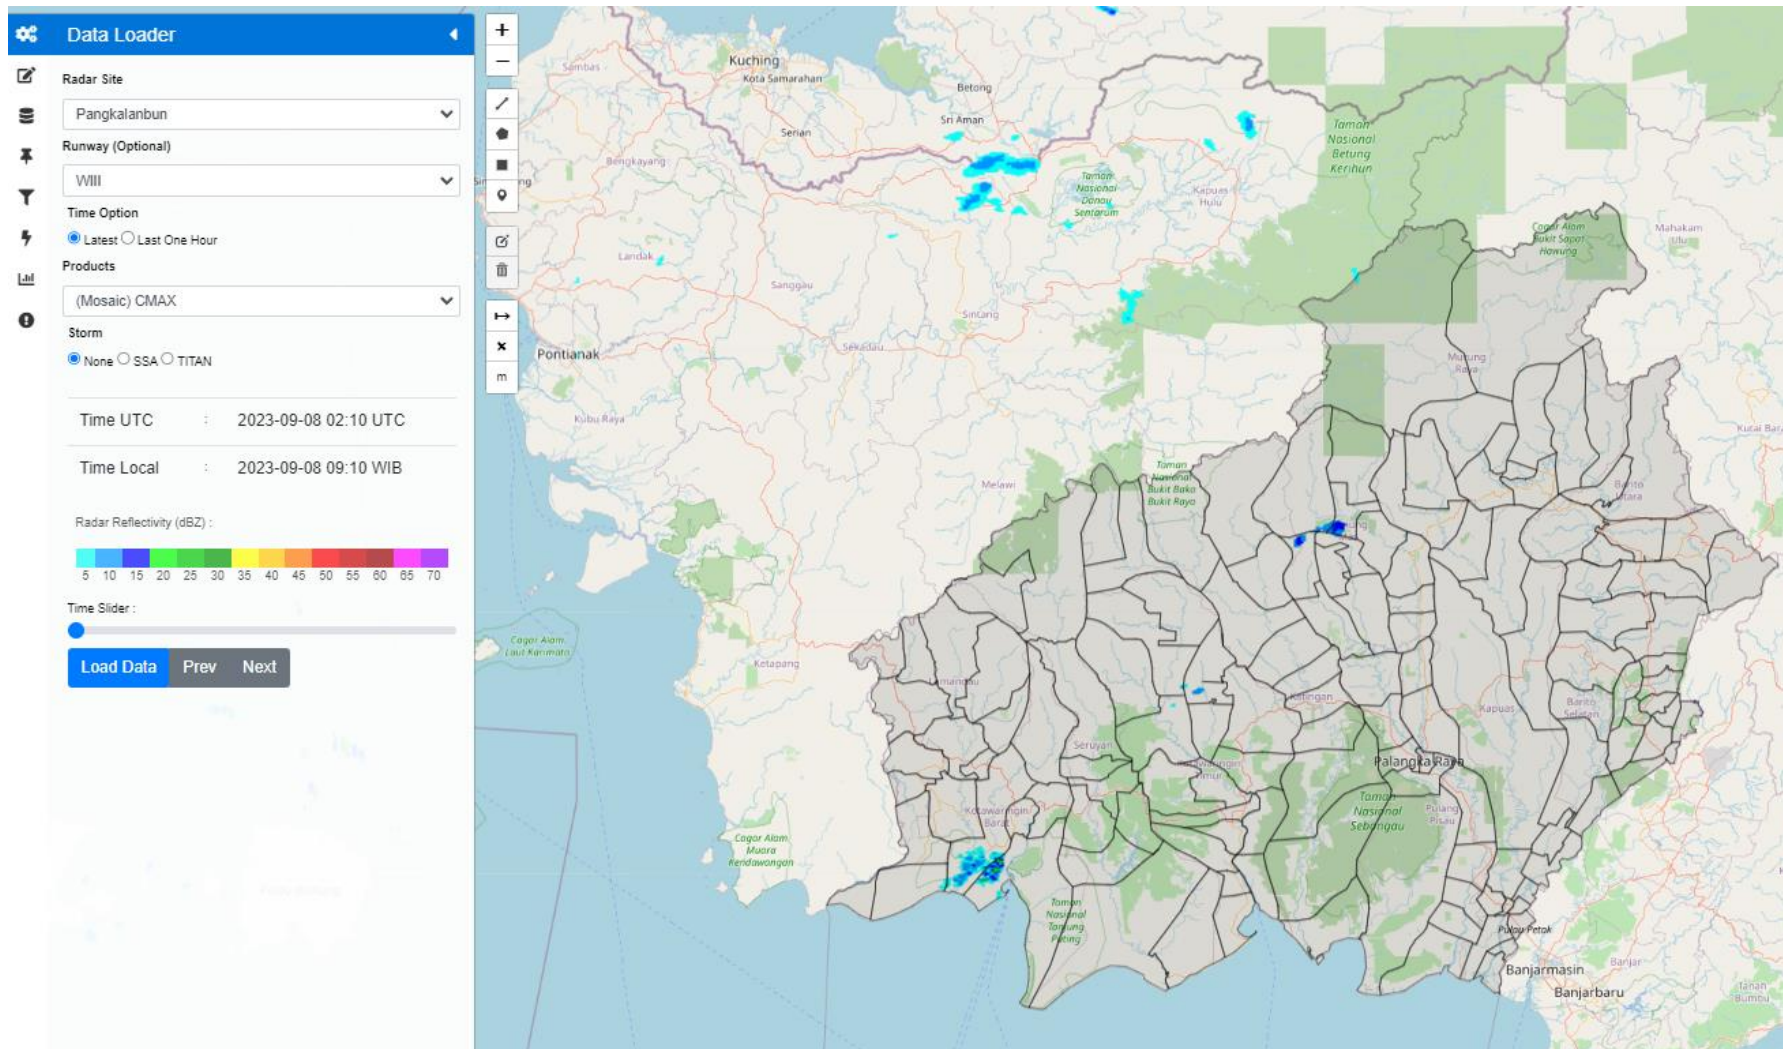 Data Loader
Radar Site
Pangkalanbun
Runway (Optional)
WIII
Time Option
Latest Last One Hour
Products
(Mosaic) CMAX
Storm
None SSA TITAN
Time UTC : 2023-09-08 02:10 UTC
Time Local : 2023-09-08 09:10 WIB
Radar Reflectivity (dBZ) :
5 10 15 20 25 30 35 40 45 50 55 60 65 70
Time Slider :
Load Data Prev Next
+
−
m
Sambas
Kuching
Kota Samarahan
Betong
Sri Aman
Serian
Bengkayang
Taman
Nasional
Betung
Kerihun
Taman
Nasional
Danau
Sentarum
Kapuas
Hulu
Cagar Alam
Bukit Sapat
Hawung
Mahakam
Ulu
Landak
Sanggau
Sintang
Sekadau
Pontianak
Murung
Raya
Kubu Raya
Kutai Bar
Melawi
Taman
Nasional
Bukit Baka
Bukit Raya
Barito
Utara
Cagar Alam
Laut Karimata
Ketapang
Lamandau
Katingan
Kapuas
Barito
Selatan
Seruyan
Kotawaringin
Timur
Palangka Raya
Taman
Nasional
Sebangau
Pulang
Pisau
Kotawaringin
Barat
Cagar Alam
Muara
Kendawangan
Taman
Nasional
Tanjung
Puting
Pulau Petak
Banjarmasin
Banjar
Banjarbaru
Tanah
Bumbu